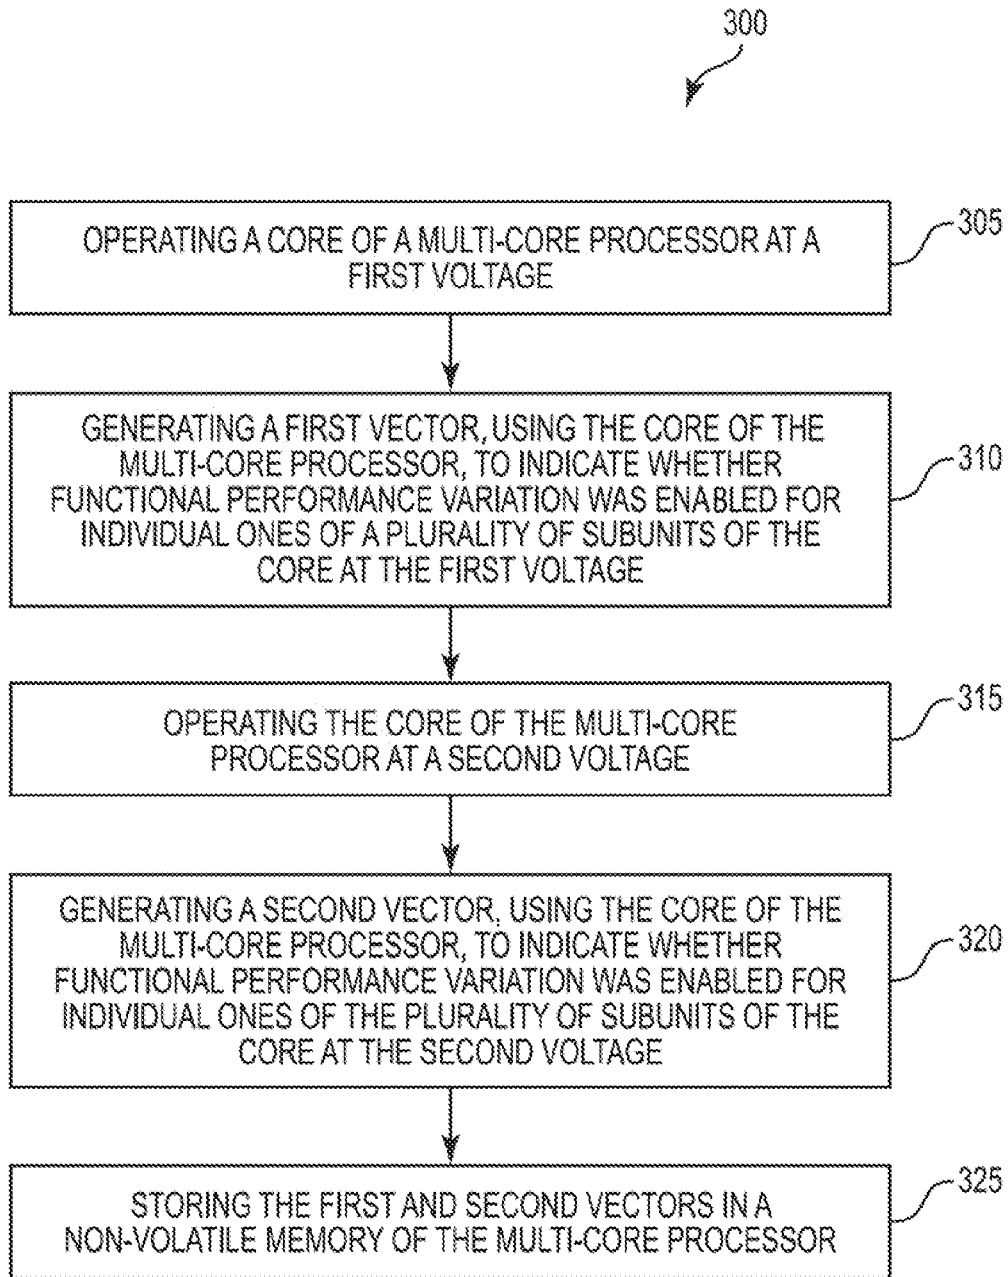 300
OPERATING A CORE OF A MULTI-CORE PROCESSOR AT A
FIRST VOLTAGE
305
GENERATING A FIRST VECTOR, USING THE CORE OF THE
MULTI-CORE PROCESSOR, TO INDICATE WHETHER
FUNCTIONAL PERFORMANCE VARIATION WAS ENABLED FOR
INDIVIDUAL ONES OF A PLURALITY OF SUBUNITS OF THE
CORE AT THE FIRST VOLTAGE
310
OPERATING THE CORE OF THE MULTI-CORE
PROCESSOR AT A SECOND VOLTAGE
315
GENERATING A SECOND VECTOR, USING THE CORE OF THE
MULTI-CORE PROCESSOR, TO INDICATE WHETHER
FUNCTIONAL PERFORMANCE VARIATION WAS ENABLED FOR
INDIVIDUAL ONES OF THE PLURALITY OF SUBUNITS OF THE
CORE AT THE SECOND VOLTAGE
320
STORING THE FIRST AND SECOND VECTORS IN A
NON-VOLATILE MEMORY OF THE MULTI-CORE PROCESSOR
325